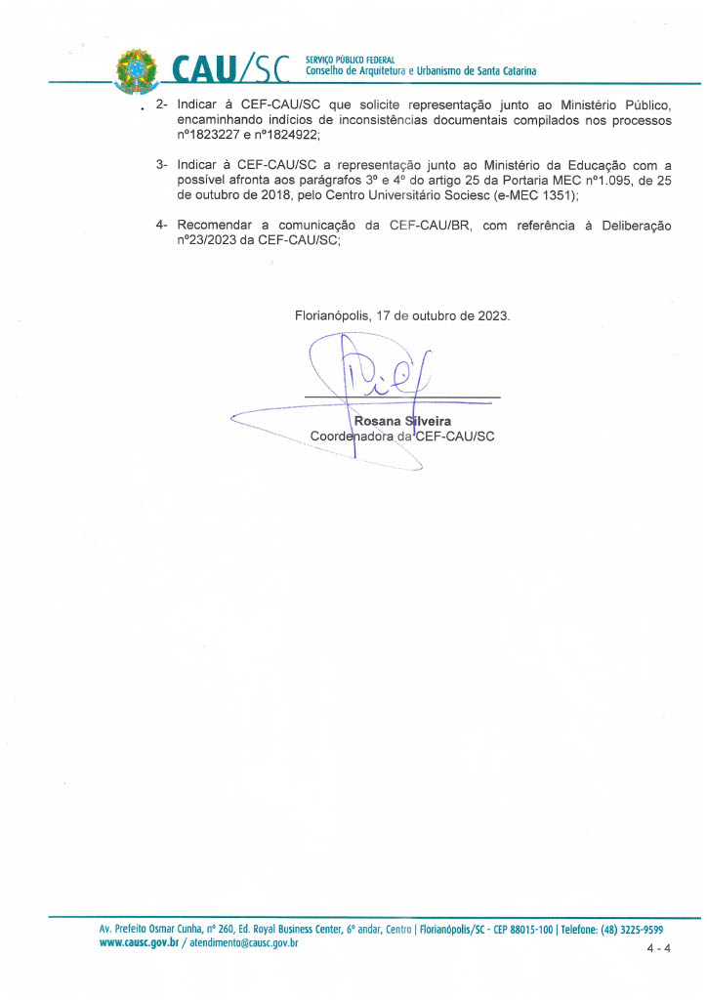 CAU/SC
SERVIÇO PÚBLICO FEDERAL
Conselho de Arquitetura e Urbanismo de Santa Catarina
2- Indicar à CEF-CAU/SC que solicite representação junto ao Ministério Público,
encaminhando indícios de inconsistências documentais compilados nos processos
nº1823227 e nº1824922;
3- Indicar à CEF-CAU/SC a representação junto ao Ministério da Educação com a
possível afronta aos parágrafos 3º e 4º do artigo 25 da Portaria MEC nº1.095, de 25
de outubro de 2018, pelo Centro Universitário Sociesc (e-MEC 1351);
4- Recomendar a comunicação da CEF-CAU/BR, com referência à Deliberação
nº23/2023 da CEF-CAU/SC;
Florianópolis, 17 de outubro de 2023.
Rosana Silveira
Coordenadora da CEF-CAU/SC
Av. Prefeito Osmar Cunha, nº 260, Ed. Royal Business Center, 6º andar, Centro | Florianópolis/SC - CEP 88015-100 | Telefone: (48) 3225-9599
www.causc.gov.br / atendimento@causc.gov.br
4 - 4